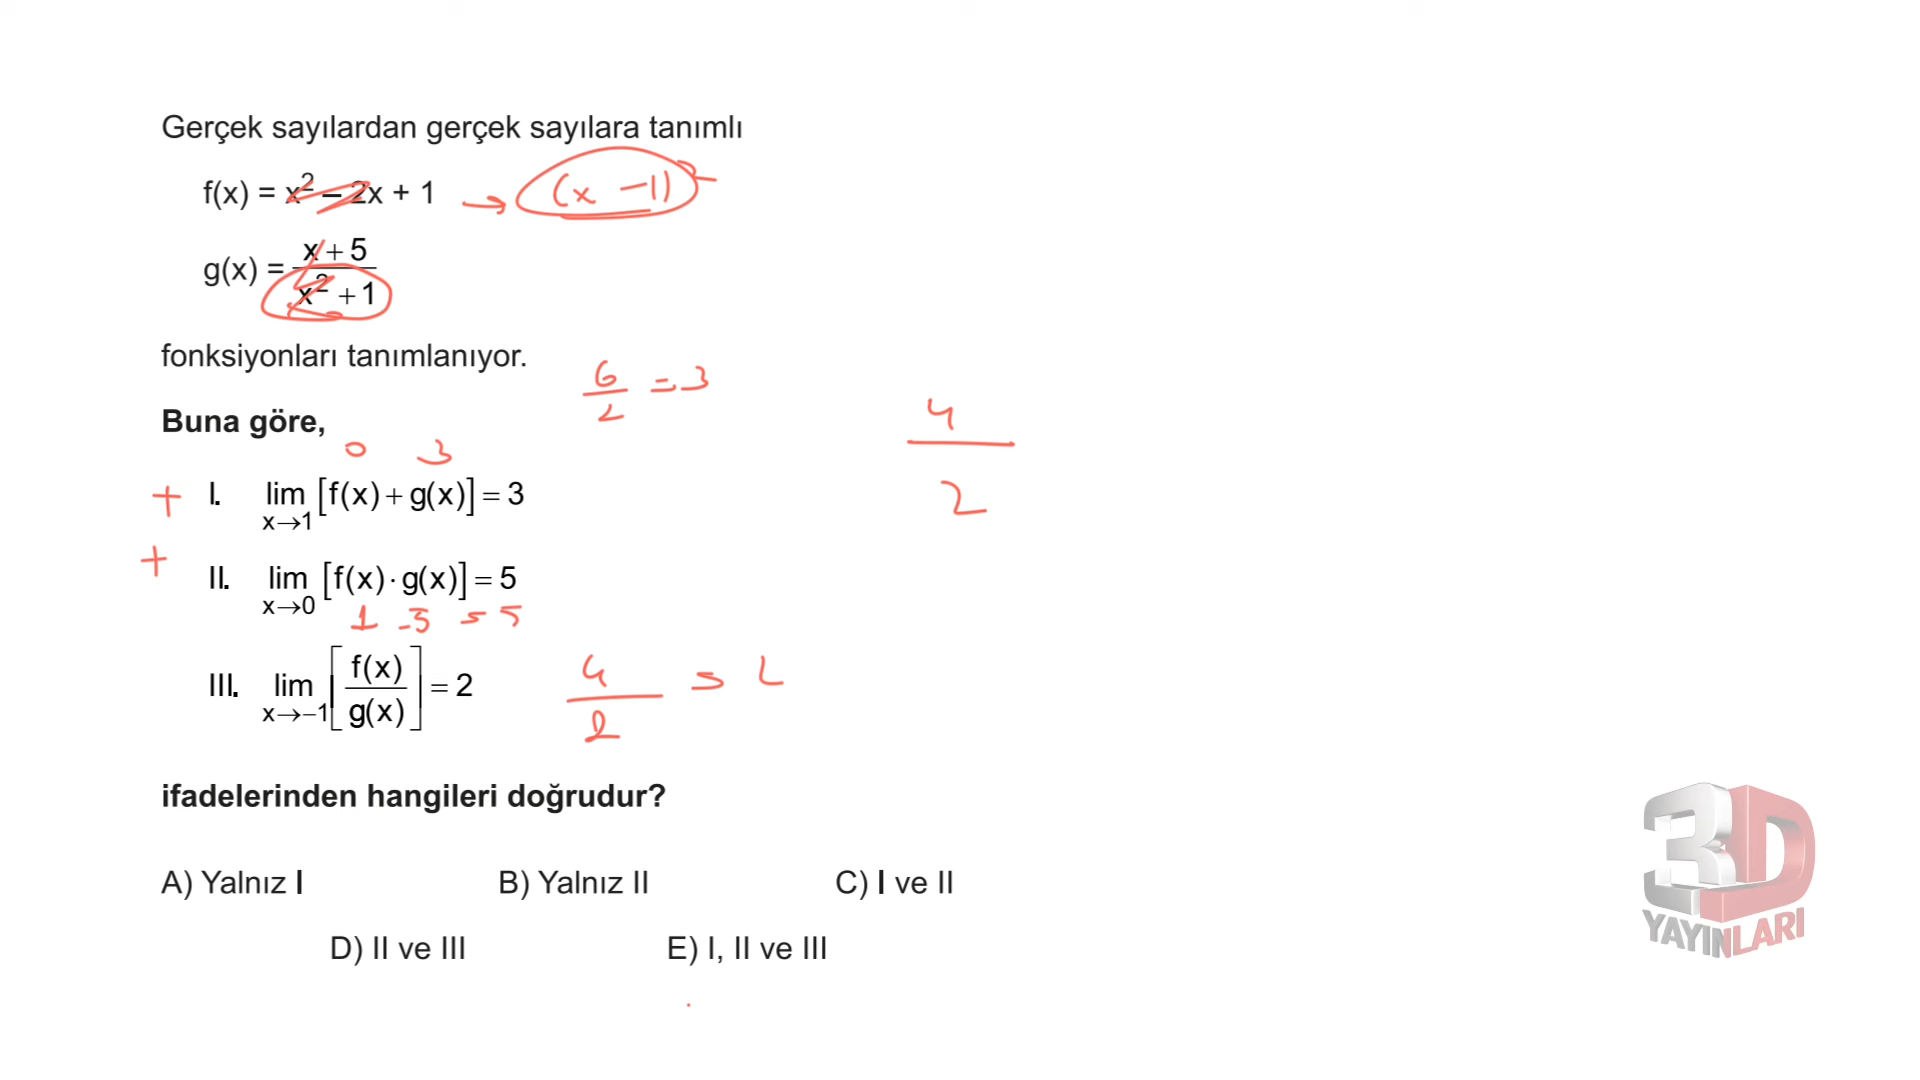 Gerçek sayılardan gerçek sayılara tanımlı
f(x) = x² – 2x + 1 → (x – 1)²
g(x) = (x + 5) / (x² + 1)
fonksiyonları tanımlanıyor.
6/2 = 3
Buna göre,
4/2
0 3
+ I. lim x→1 [f(x) + g(x)] = 3
+ II. lim x→0 [f(x) · g(x)] = 5
1 . 5 = 5
III. lim x→−1 [f(x) / g(x)] = 2
4/2 = 2
ifadelerinden hangileri doğrudur?
A) Yalnız I B) Yalnız II C) I ve II
D) II ve III E) I, II ve III
3D
YAYINLARI